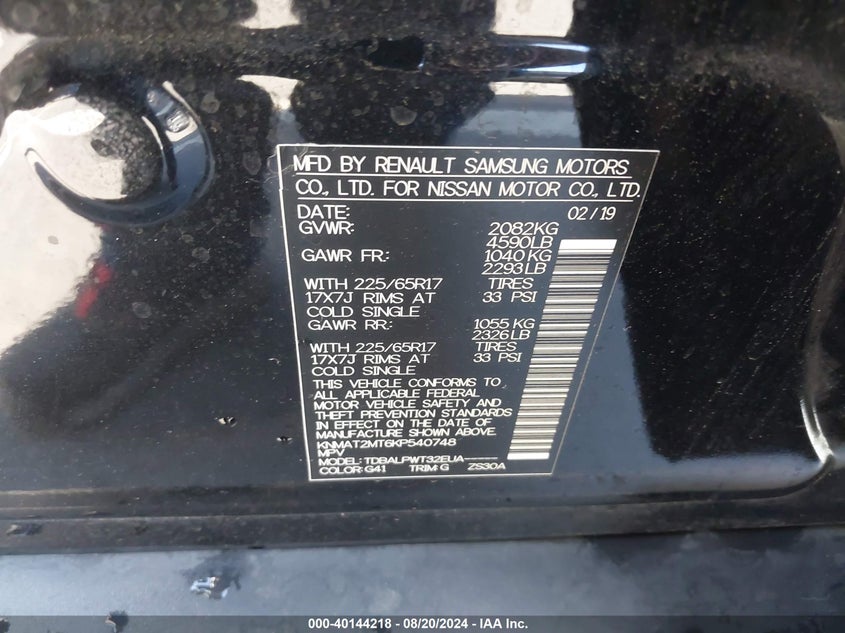 MFD BY RENAULT SAMSUNG MOTORS
CO., LTD. FOR NISSAN MOTOR CO., LTD.
DATE: 02/19
GVWR: 2082KG
4590LB
GAWR FR: 1040KG
2293LB
WITH 225/65R17 TIRES
17X7J RIMS AT 33 PSI
COLD SINGLE
GAWR RR: 1055KG
2326LB
WITH 225/65R17 TIRES
17X7J RIMS AT 33 PSI
COLD SINGLE
THIS VEHICLE CONFORMS TO
ALL APPLICABLE FEDERAL
MOTOR VEHICLE SAFETY AND
THEFT PREVENTION STANDARDS
IN EFFECT ON THE DATE OF
MANUFACTURE SHOWN ABOVE.
KNMAT2MT6KP540748
MPV
MODEL: TDBALPWT32EUA-----
COLOR: G41 TRIM: G ZS30A
000-40144218 - 08/20/2024 - IAA Inc.